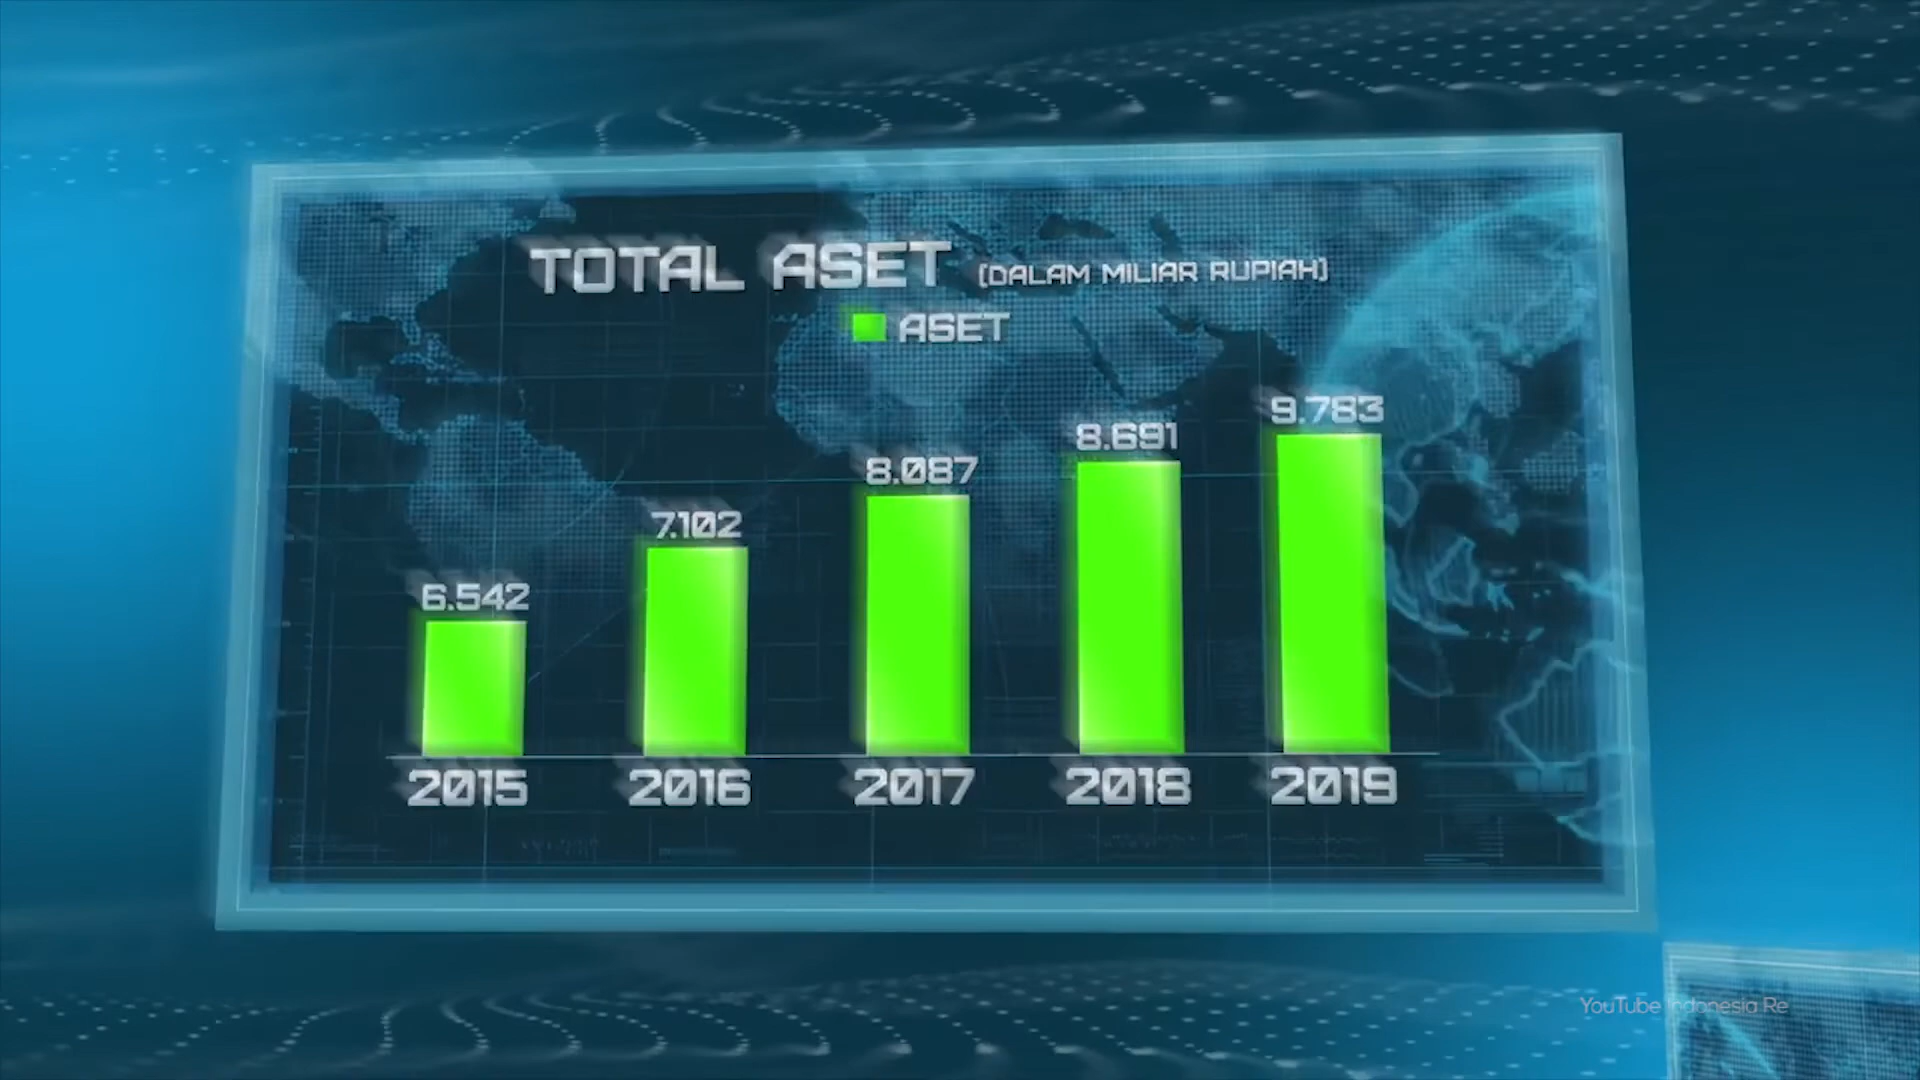 TOTAL ASET (DALAM MILIAR RUPIAH)
ASET
6.542
7.102
8.087
8.691
9.783
2015 2016 2017 2018 2019
YouTube Indonesia Re